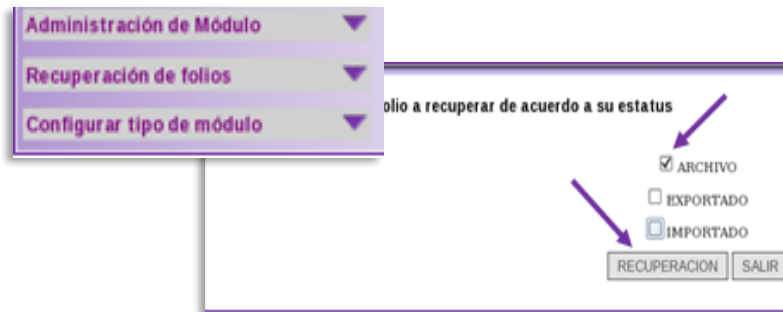 Administración de Módulo
Recuperación de folios
Configurar tipo de módulo
olio a recuperar de acuerdo a su estatus
ARCHIVO
EXPORTADO
IMPORTADO
RECUPERACION SALIR